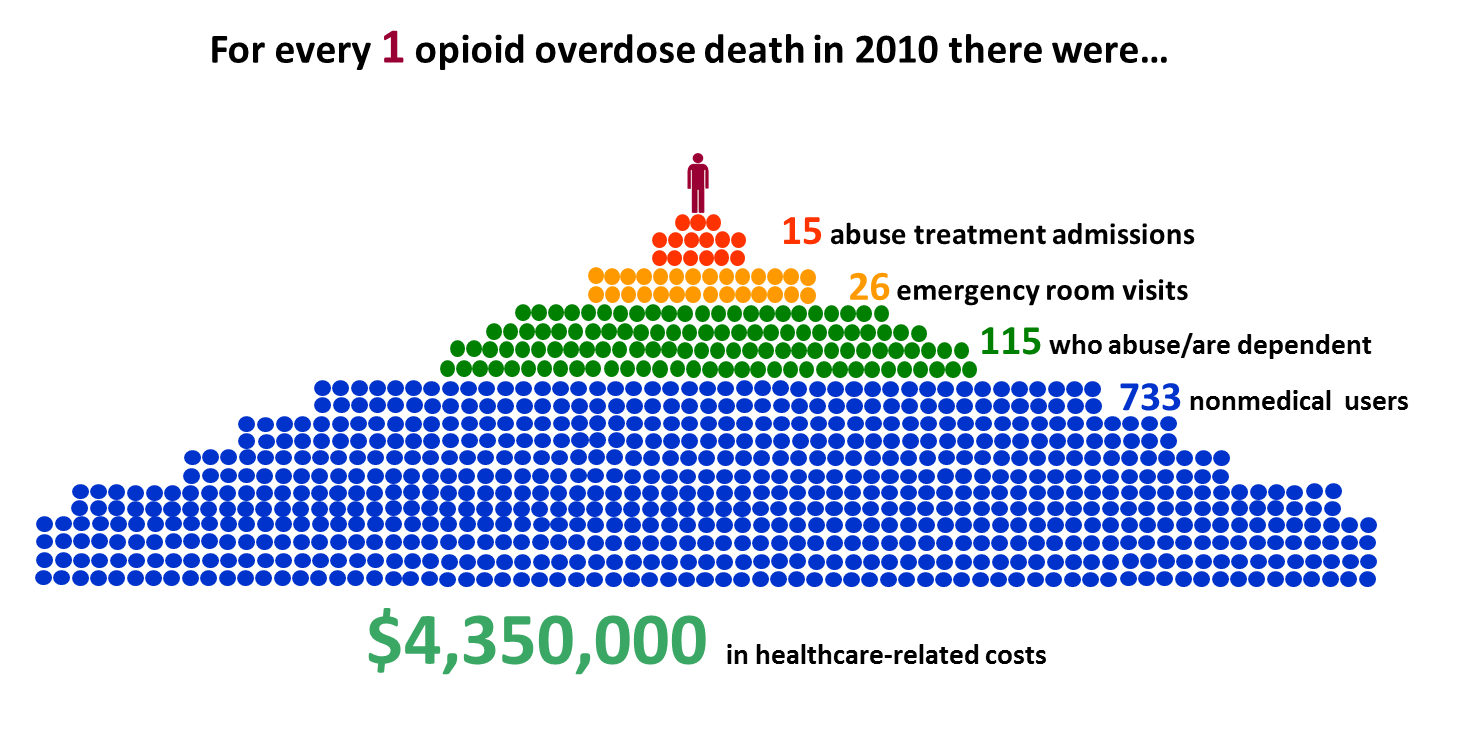 For every 1 opioid overdose death in 2010 there were...
15 abuse treatment admissions
26 emergency room visits
115 who abuse/are dependent
733 nonmedical users
$4,350,000 in healthcare-related costs